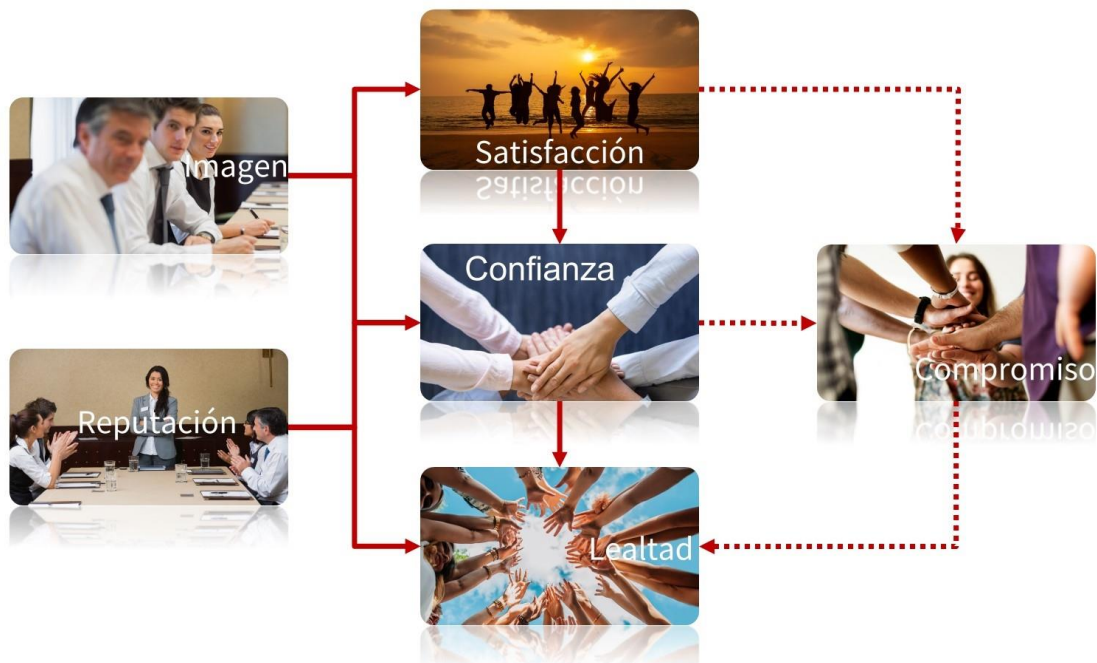 Imagen
Reputación
Satisfacción
Confianza
Lealtad
Compromiso